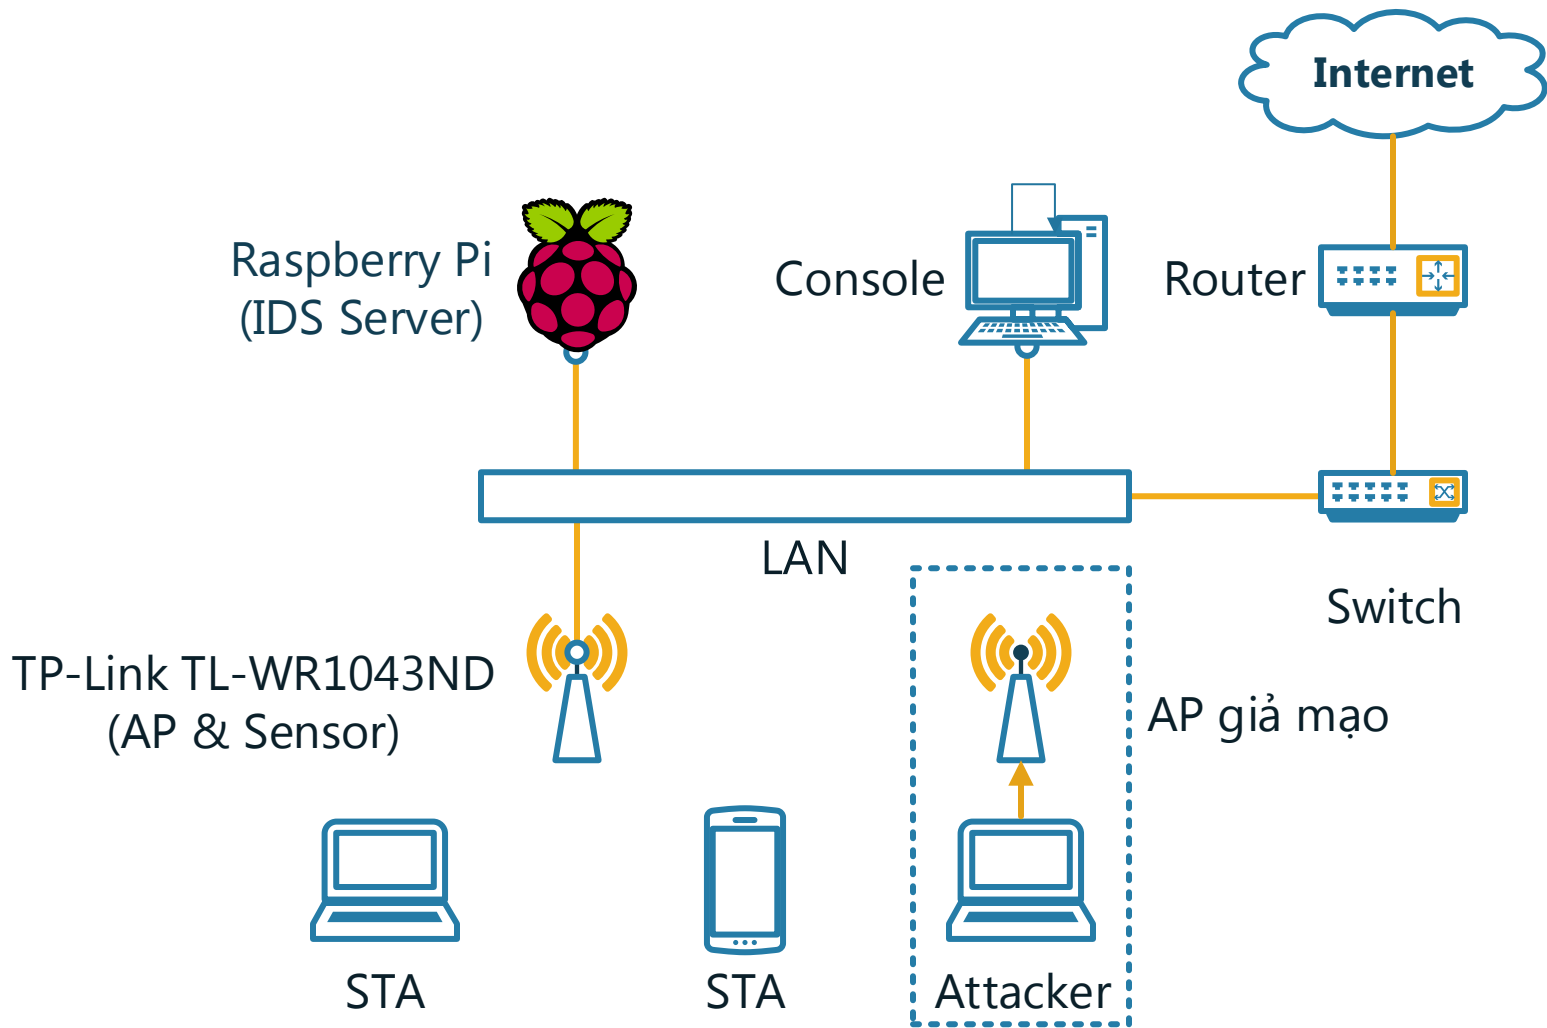 Internet
Raspberry Pi
(IDS Server)
Console
Router
LAN
Switch
TP-Link TL-WR1043ND
(AP & Sensor)
AP giả mạo
STA
STA
Attacker